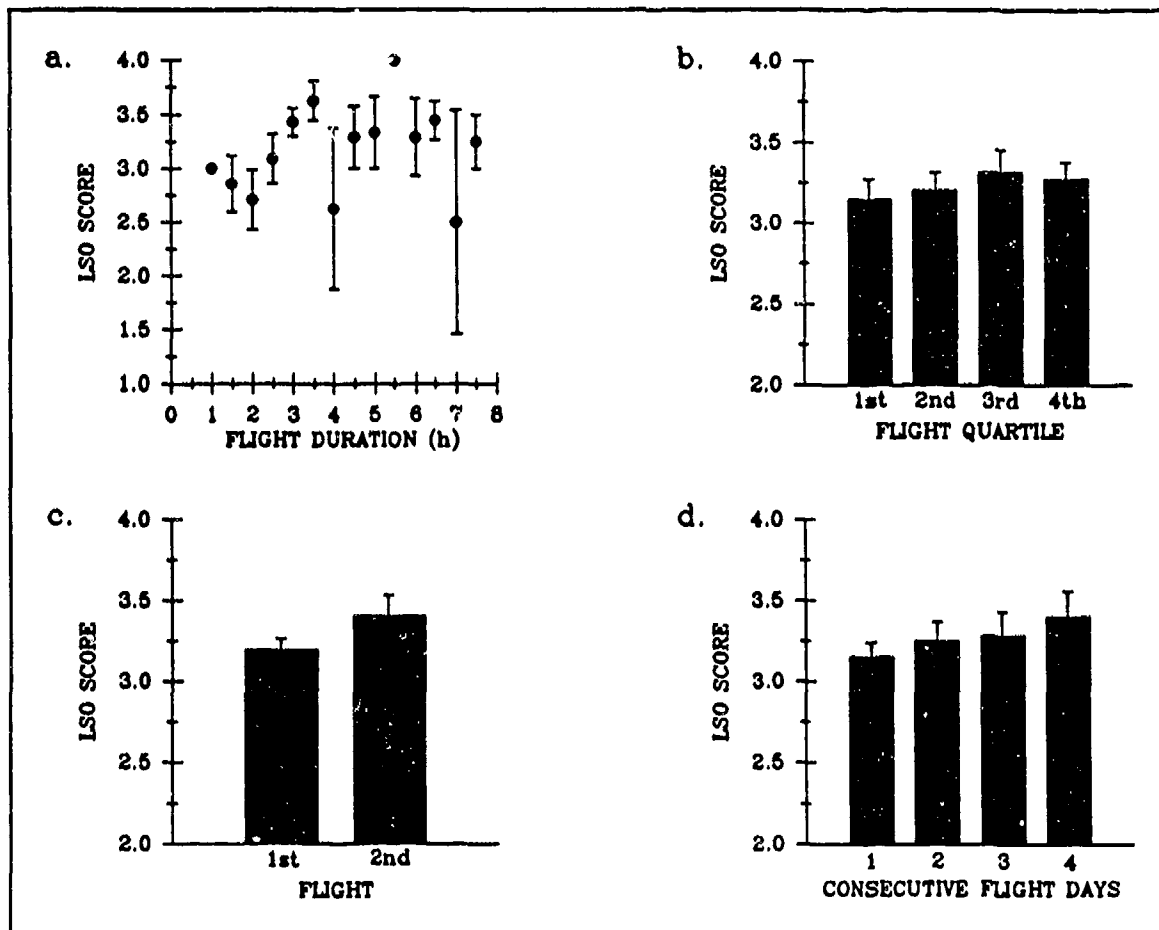 a.
4.0
3.5
3.0
2.5
2.0
1.5
1.0
LSO SCORE
0 1 2 3 4 5 6 7 8
FLIGHT DURATION (h)
b.
4.0
3.5
3.0
2.5
2.0
LSO SCORE
1st 2nd 3rd 4th
FLIGHT QUARTILE
c.
4.0
3.5
3.0
2.5
2.0
LSO SCORE
1st 2nd
FLIGHT
d.
4.0
3.5
3.0
2.5
2.0
LSO SCORE
1 2 3 4
CONSECUTIVE FLIGHT DAYS